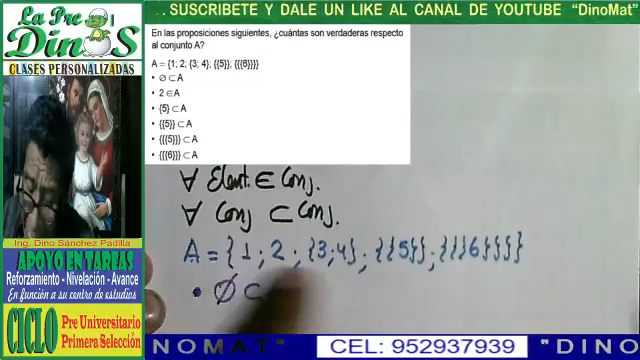 ... SUSCRIBETE Y DALE UN LIKE AL CANAL DE YOUTUBE "DinoMat"
La Pre
DinoS
CLASES PERSONALIZADAS
En las proposiciones siguientes, ¿cuántas son verdaderas respecto
al conjunto A?
A = {1; 2; {3; 4}; {{5}}; {{{6}}}}
• ∅ ⊂ A
• 2 ∈ A
• {5} ⊂ A
• {{5}} ⊂ A
• {{{5}}} ⊂ A
• {{{6}}} ⊂ A
∀ Elem. ∈ Conj.
∀ Conj ⊂ Conj.
A = { 1 ; 2 ; {3;4} ; {{5}} ; {{{6}}}}
• ∅ ⊂
Ing. Dino Sánchez Padilla
APOYO EN TAREAS
Reforzamiento - Nivelación - Avance
En función a su centro de estudios
CICLO Pre Universitario
Primera Selección
NOMAT"
CEL: 952937939
"DINO